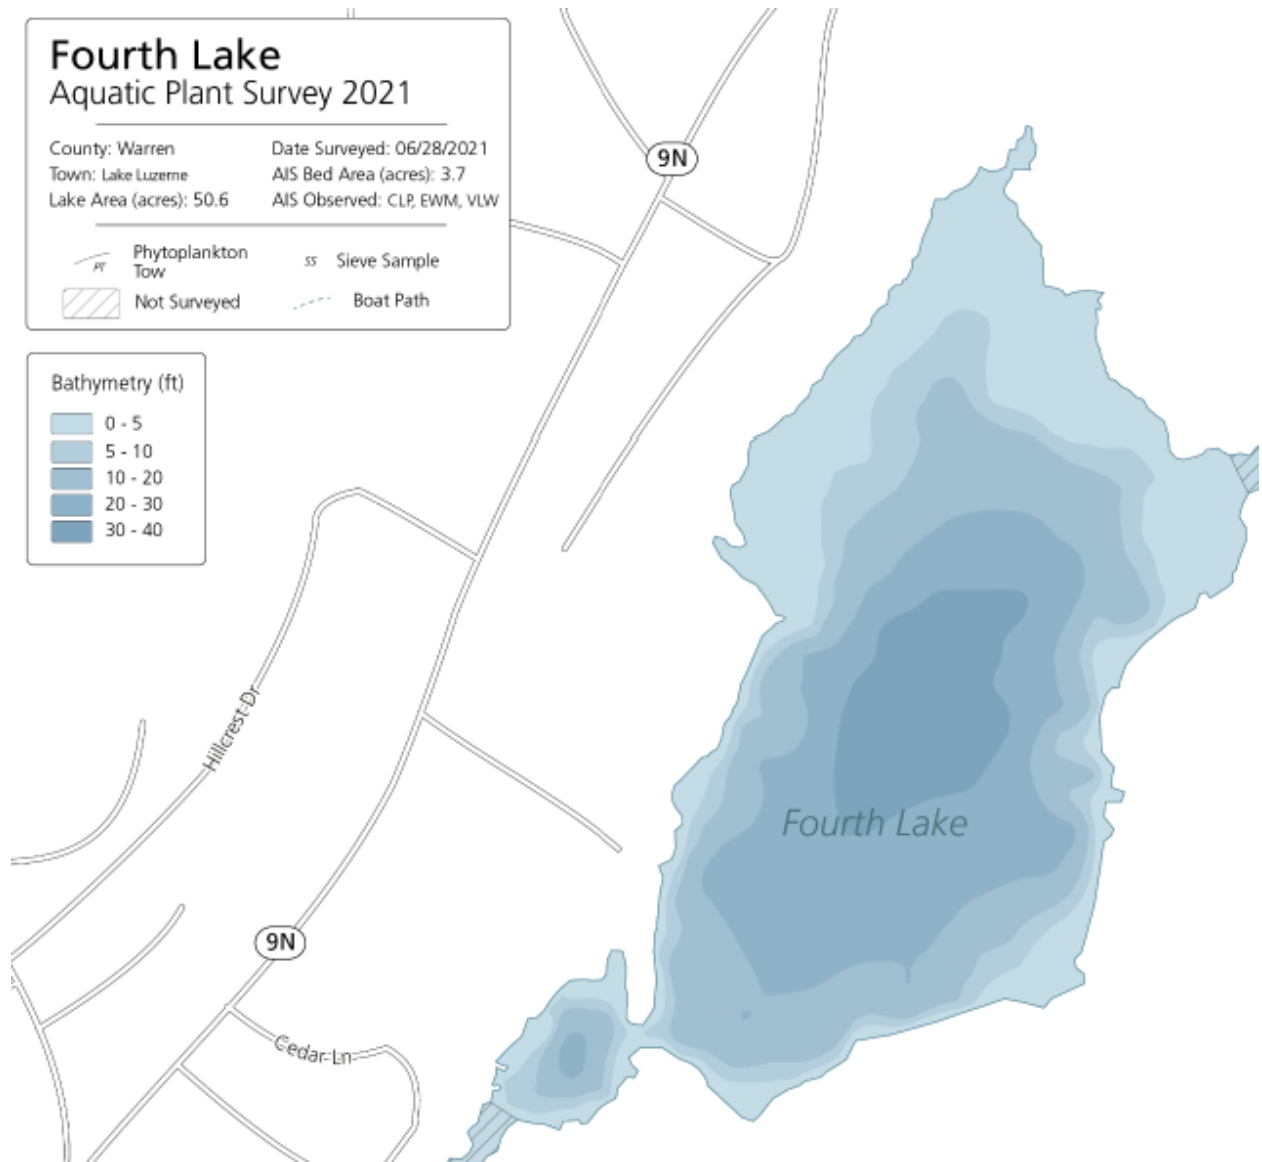 Fourth Lake
Aquatic Plant Survey 2021
County: Warren
Date Surveyed: 06/28/2021
Town: Lake Luzerne
AIS Bed Area (acres): 3.7
Lake Area (acres): 50.6
AIS Observed: CLP, EWM, VLW
PT
Phytoplankton
Tow
SS
Sieve Sample
Not Surveyed
Boat Path
Bathymetry (ft)
0 - 5
5 - 10
10 - 20
20 - 30
30 - 40
9N
Hillcrest Dr
Fourth Lake
9N
Cedar Ln